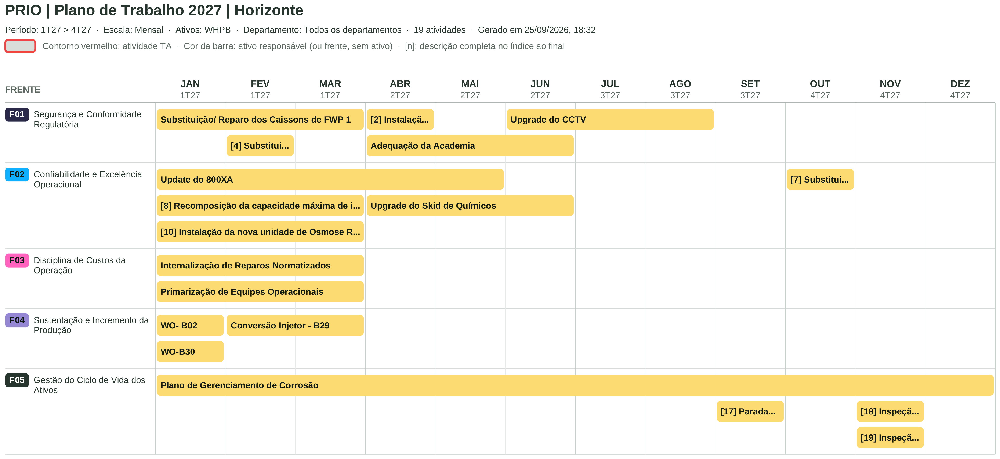 PRIO | Plano de Trabalho 2027 | Horizonte
Período: 1T27 > 4T27 · Escala: Mensal · Ativos: WHPB · Departamento: Todos os departamentos · 19 atividades · Gerado em 25/09/2026, 18:32
Contorno vermelho: atividade TA · Cor da barra: ativo responsável (ou frente, sem ativo) · [n]: descrição completa no índice ao final
FRENTE
JAN FEV MAR ABR MAI JUN JUL AGO SET OUT NOV DEZ
1T27 1T27 1T27 2T27 2T27 2T27 3T27 3T27 3T27 4T27 4T27 4T27
F01 Segurança e Conformidade
Regulatória
Substituição/ Reparo dos Caissons de FWP 1
[2] Instalaçã...
Upgrade do CCTV
[4] Substitui...
Adequação da Academia
F02 Confiabilidade e Excelência
Operacional
Update do 800XA
[7] Substitui...
[8] Recomposição da capacidade máxima de i...
Upgrade do Skid de Químicos
[10] Instalação da nova unidade de Osmose R...
F03 Disciplina de Custos da
Operação
Internalização de Reparos Normatizados
Primarização de Equipes Operacionais
F04 Sustentação e Incremento da
Produção
WO- B02
Conversão Injetor - B29
WO-B30
F05 Gestão do Ciclo de Vida dos
Ativos
Plano de Gerenciamento de Corrosão
[17] Parada...
[18] Inspeçã...
[19] Inspeçã...